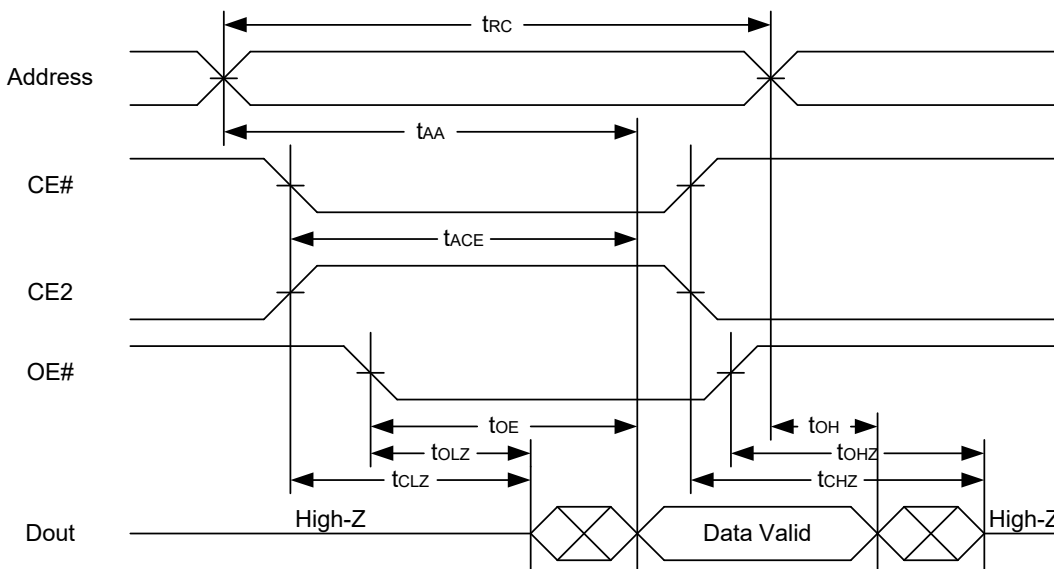 tRC
Address
tAA
CE#
tACE
CE2
OE#
tOE
tOH
tOLZ
tOHZ
tCLZ
tCHZ
High-Z
Data Valid
High-Z
Dout